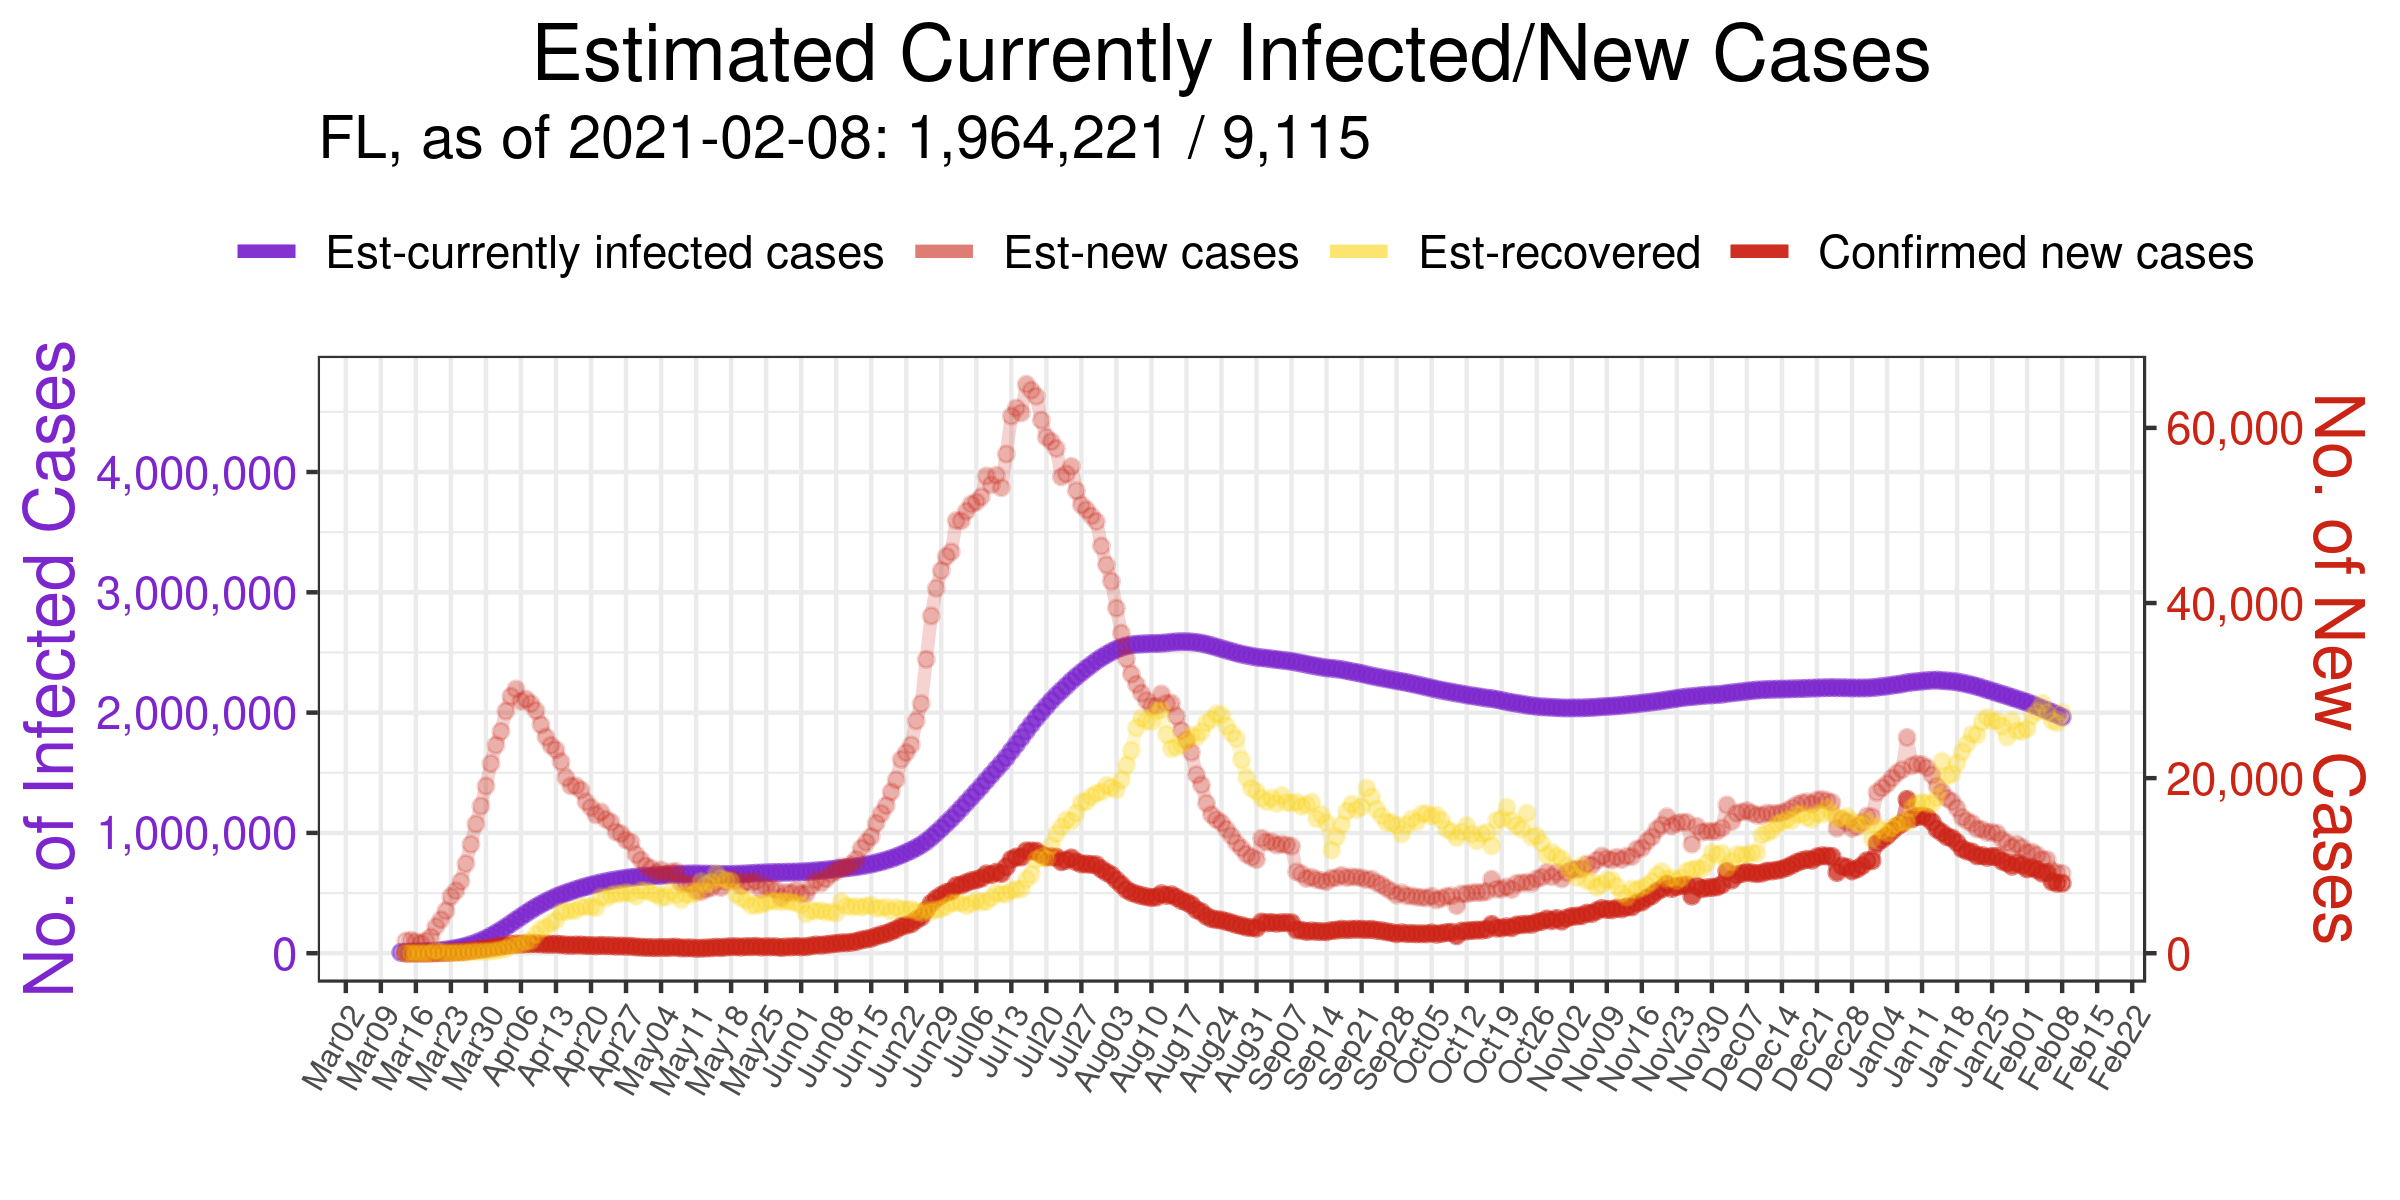 Estimated Currently Infected/New Cases
FL, as of 2021-02-08: 1,964,221 / 9,115
Est-currently infected cases Est-new cases Est-recovered Confirmed new cases
No. of Infected Cases
4,000,000
3,000,000
2,000,000
1,000,000
0
60,000
40,000
20,000
0
No. of New Cases
Mar02 Mar09 Mar16 Mar23 Mar30 Apr06 Apr13 Apr20 Apr27 May04 May11 May18 May25 Jun01 Jun08 Jun15 Jun22 Jun29 Jul06 Jul13 Jul20 Jul27 Aug03 Aug10 Aug17 Aug24 Aug31 Sep07 Sep14 Sep21 Sep28 Oct05 Oct12 Oct19 Oct26 Nov02 Nov09 Nov16 Nov23 Nov30 Dec07 Dec14 Dec21 Dec28 Jan04 Jan11 Jan18 Jan25 Feb01 Feb08 Feb15 Feb22